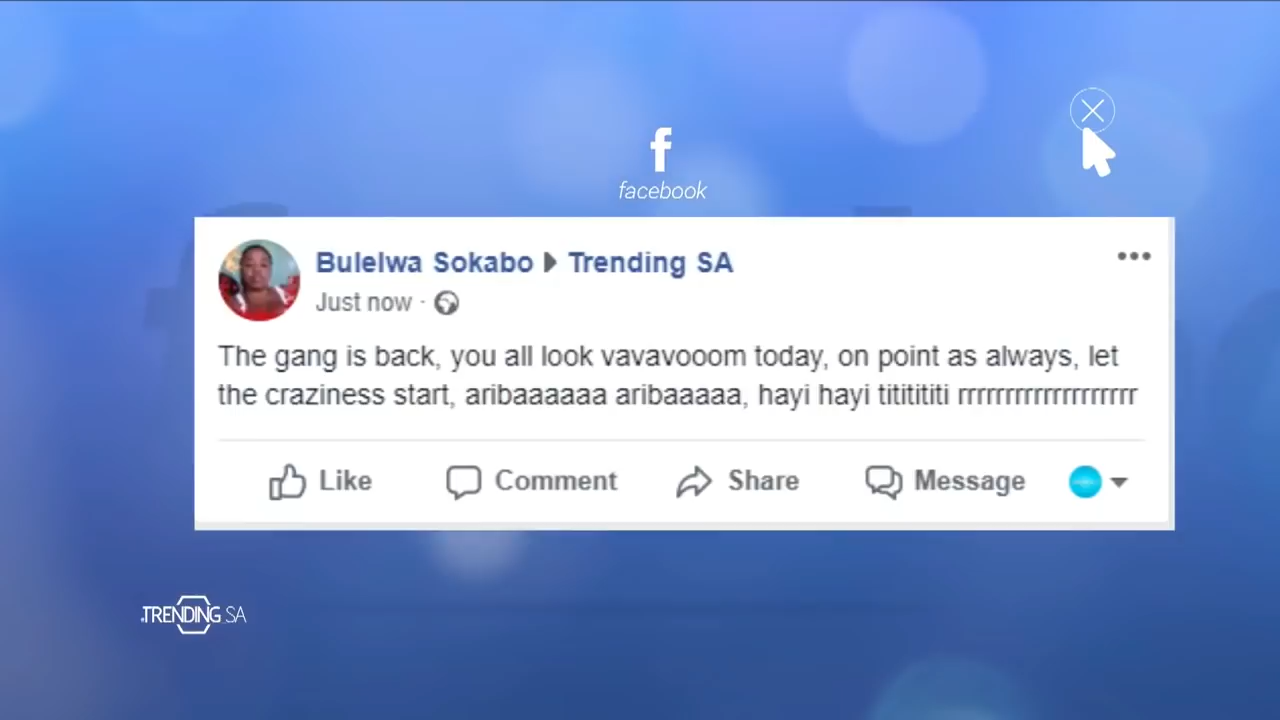 f
facebook
Bulelwa Sokabo Trending SA
Just now ·
The gang is back, you all look vavavooom today, on point as always, let
the craziness start, aribaaaaaa aribaaaaa, hayi hayi tititititi rrrrrrrrrrrrrrrrrrr
Like Comment Share Message
TRENDING SA